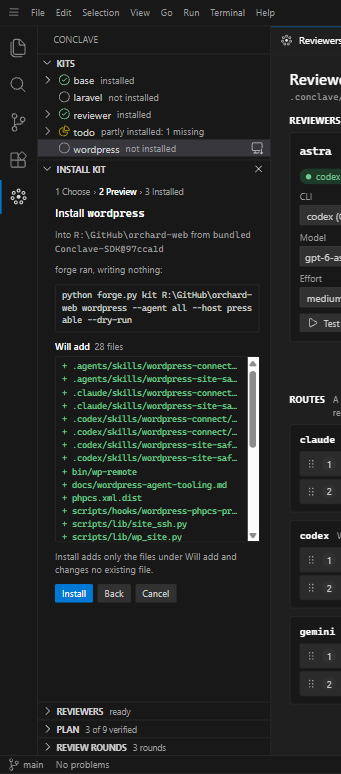 File Edit Selection View Go Run Terminal Help
CONCLAVE
KITS
base installed
laravel not installed
reviewer installed
todo partly installed: 1 missing
wordpress not installed
INSTALL KIT
1 Choose › 2 Preview › 3 Installed
Install wordpress
Into R:\GitHub\orchard-web from bundled
Conclave-SDK@97cca1d
forge ran, writing nothing:
python forge.py kit R:\GitHub\orchard-
web wordpress --agent all --host press
able --dry-run
Will add 28 files
+ .agents/skills/wordpress-connect...
+ .agents/skills/wordpress-site-sa...
+ .claude/skills/wordpress-connect...
+ .claude/skills/wordpress-site-sa...
+ .codex/skills/wordpress-connect/...
+ .codex/skills/wordpress-connect/...
+ .codex/skills/wordpress-site-saf...
+ .codex/skills/wordpress-site-saf...
+ bin/wp-remote
+ docs/wordpress-agent-tooling.md
+ phpcs.xml.dist
+ scripts/hooks/wordpress-phpcs-pr...
+ scripts/lib/site_ssh.py
+ scripts/lib/wp_site.py
Install adds only the files under Will add and
changes no existing file.
Install Back Cancel
REVIEWERS ready
PLAN 3 of 9 verified
REVIEW ROUNDS 3 rounds
main No problems
Reviewers
Reviewe
.conclave/
REVIEWERS
astra
codex
CLI
codex (
Model
gpt-6-as
Effort
medium
Test
ROUTES A
re
claude
1
2
codex W
1
2
gemini
1
2